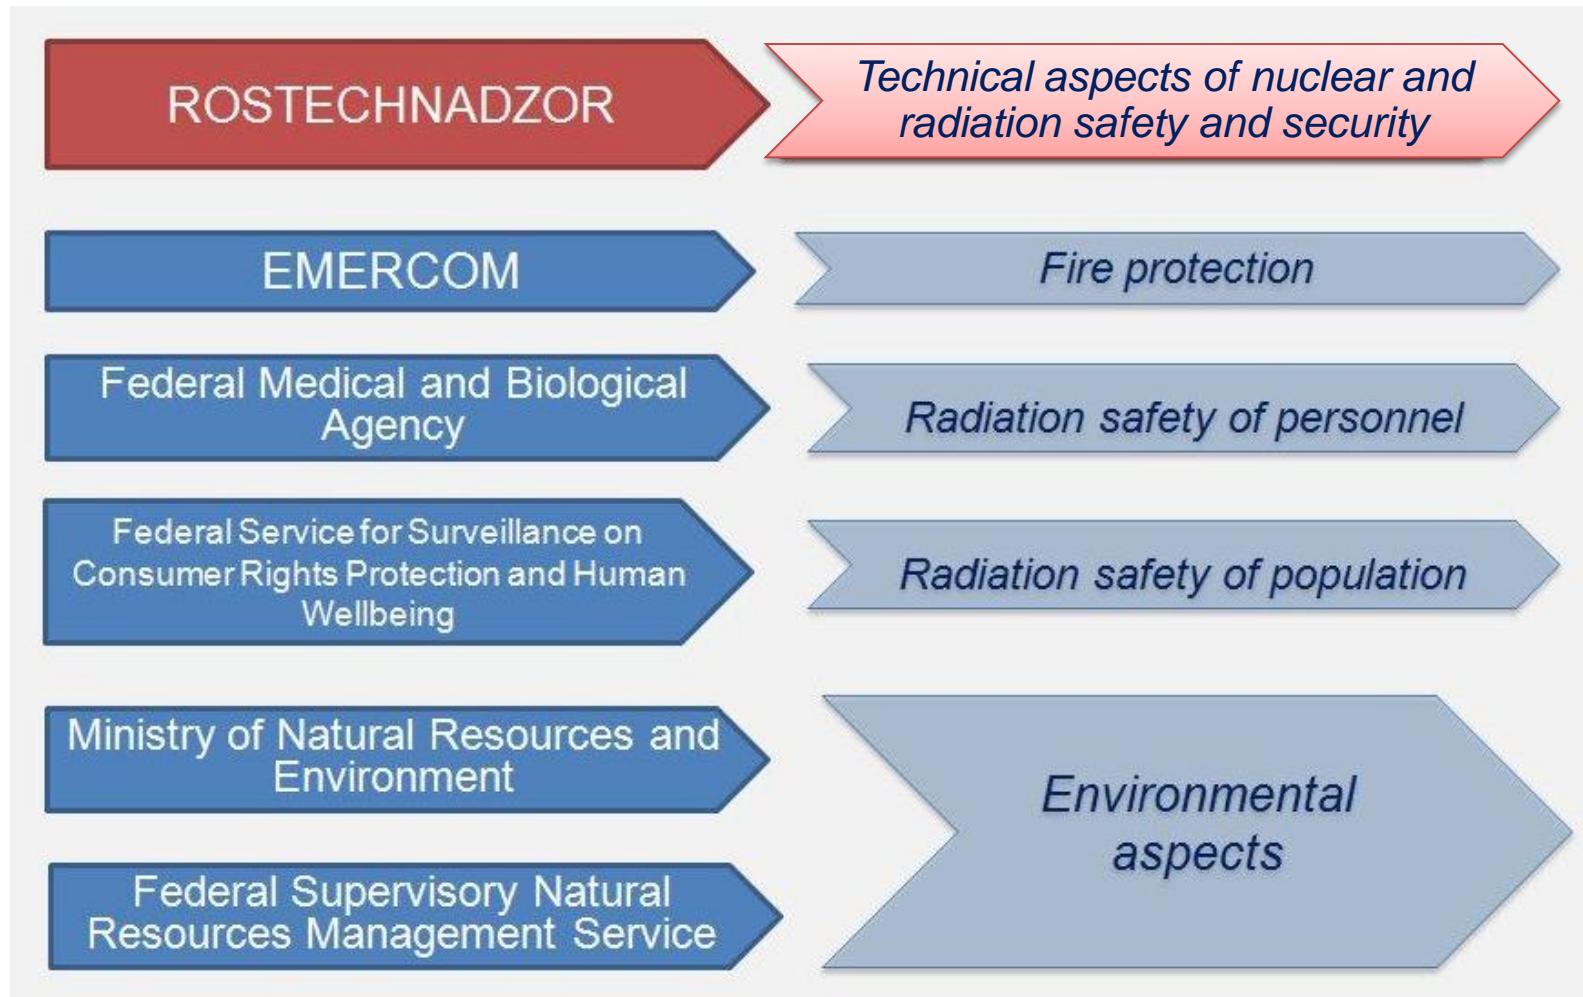 ROSTECHNADZOR
Technical aspects of nuclear and
radiation safety and security
EMERCOM
Fire protection
Federal Medical and Biological
Agency
Radiation safety of personnel
Federal Service for Surveillance on
Consumer Rights Protection and Human
Wellbeing
Radiation safety of population
Ministry of Natural Resources and
Environment
Federal Supervisory Natural
Resources Management Service
Environmental
aspects